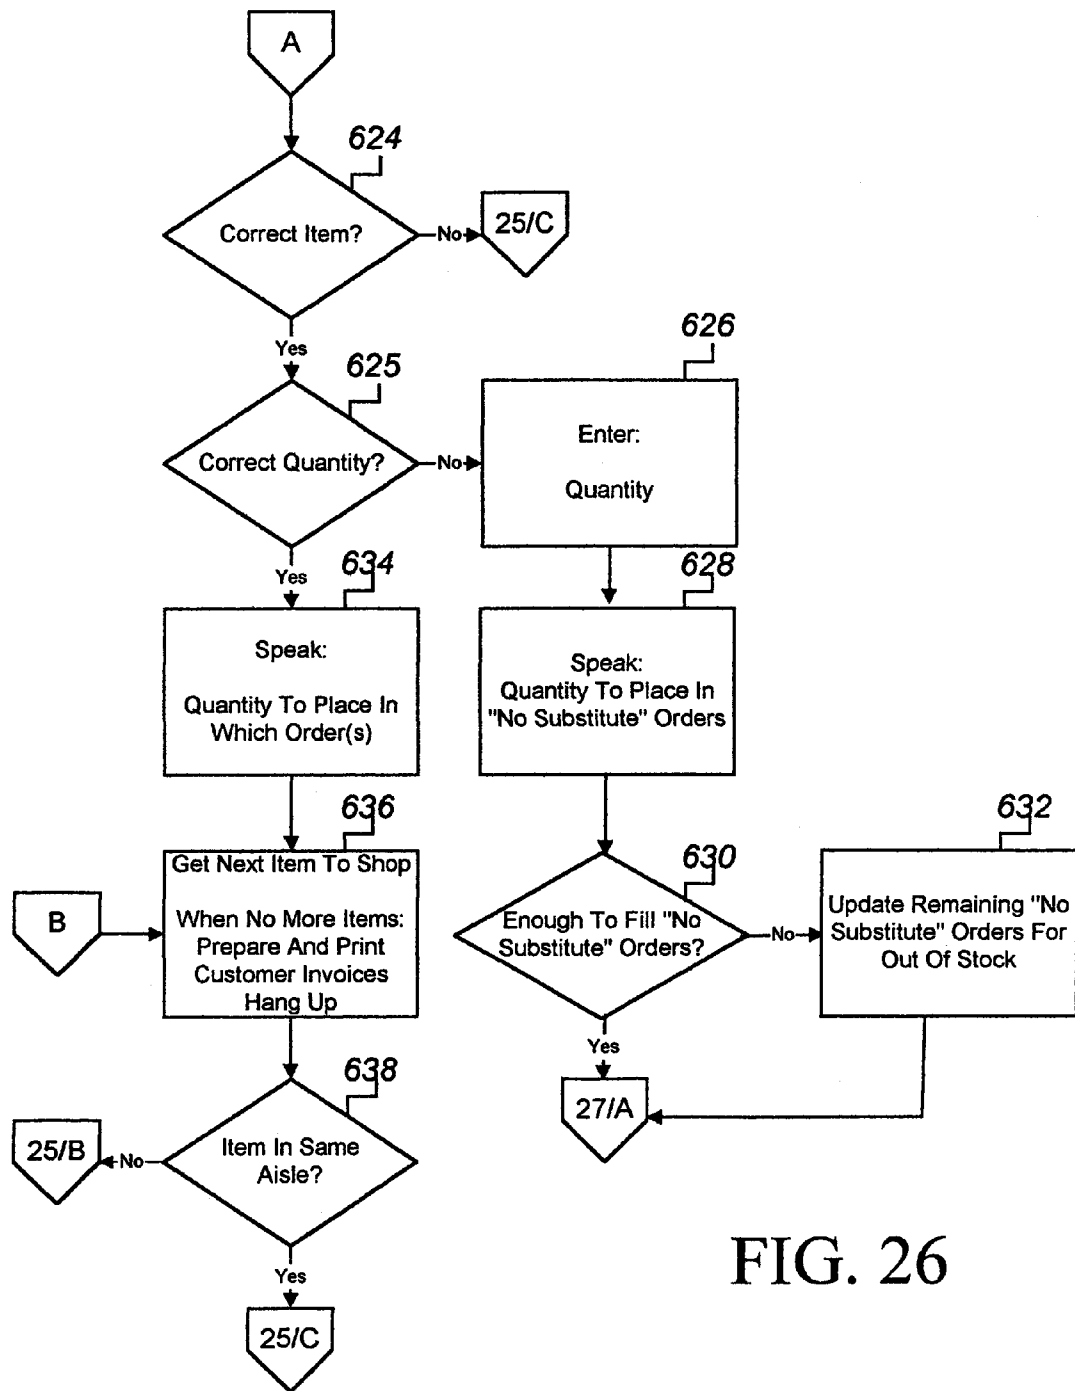 A
624
Correct Item?
No
25/C
Yes
625
Correct Quantity?
No
626
Enter:
Quantity
Yes
634
Speak:
Quantity To Place In
Which Order(s)
628
Speak:
Quantity To Place In
"No Substitute" Orders
636
Get Next Item To Shop
When No More Items:
Prepare And Print
Customer Invoices
Hang Up
B
630
Enough To Fill "No
Substitute" Orders?
No
632
Update Remaining "No
Substitute" Orders For
Out Of Stock
Yes
27/A
638
Item In Same
Aisle?
No
25/B
Yes
25/C
FIG. 26